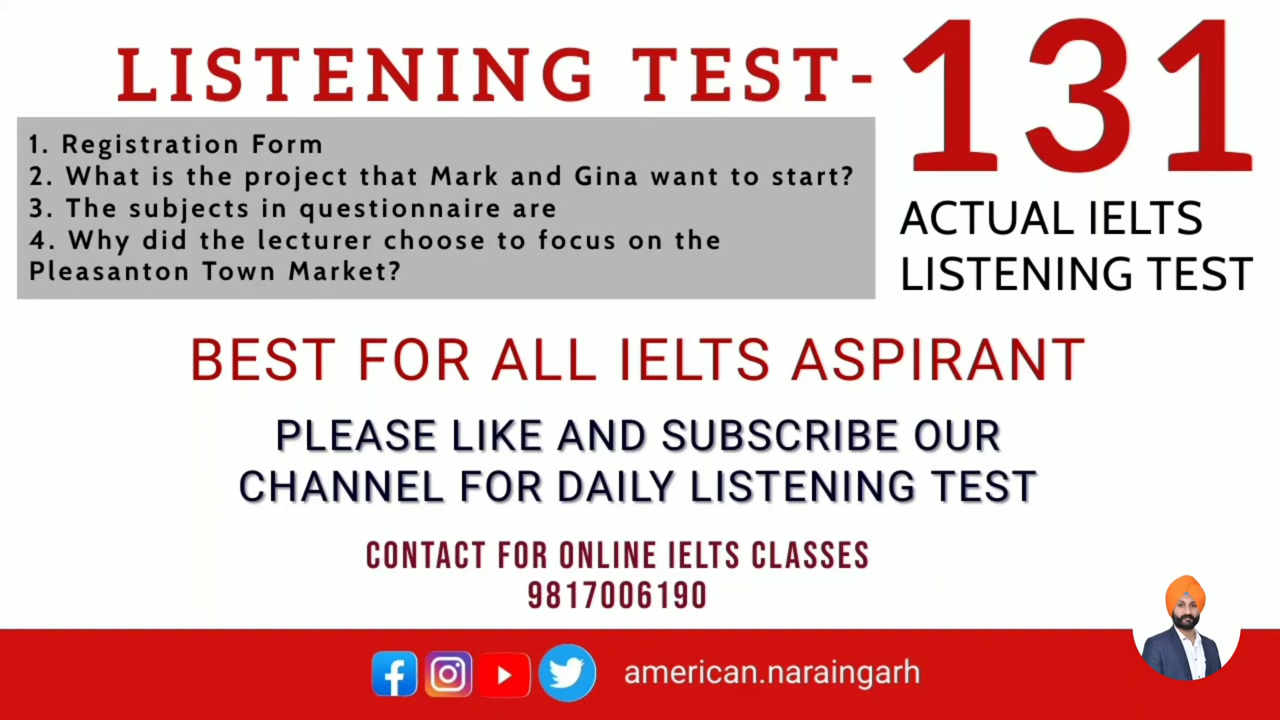 LISTENING TEST-131
1. Registration Form
2. What is the project that Mark and Gina want to start?
3. The subjects in questionnaire are
4. Why did the lecturer choose to focus on the
Pleasanton Town Market?
ACTUAL IELTS
LISTENING TEST
BEST FOR ALL IELTS ASPIRANT
PLEASE LIKE AND SUBSCRIBE OUR
CHANNEL FOR DAILY LISTENING TEST
CONTACT FOR ONLINE IELTS CLASSES
9817006190
american.naraingarh